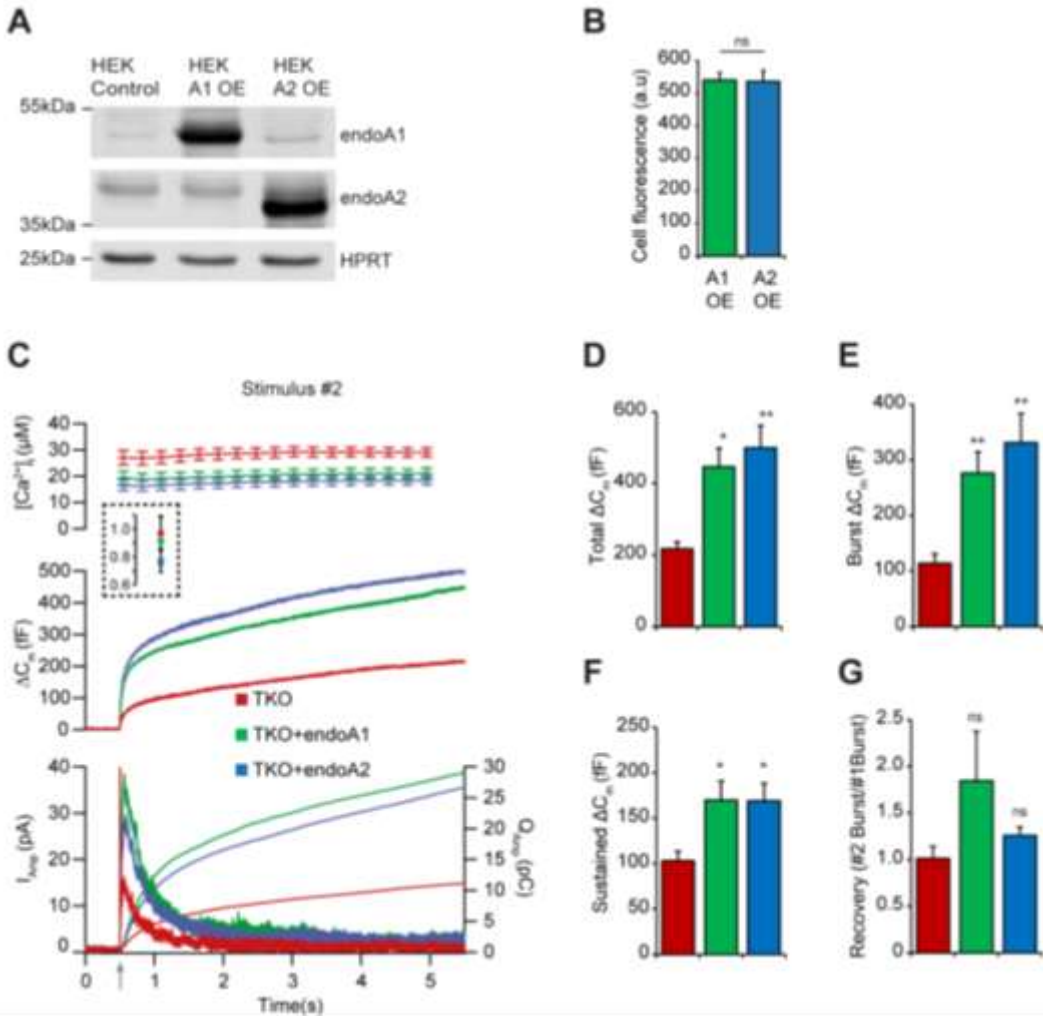 A
HEK Control
HEK A1 OE
HEK A2 OE
55kDa
endoA1
endoA2
35kDa
25kDa
HPRT
B
ns
Cell fluorescence (a.u)
600
500
400
300
200
100
0
A1 OE
A2 OE
C
Stimulus #2
[Ca²⁺]ᵢ (µM)
40
30
20
10
0
1.0
0.8
0.6
ΔCₘ (fF)
500
400
300
200
100
0
TKO
TKO+endoA1
TKO+endoA2
I_Amp (pA)
40
30
20
10
0
Q_Amp (pC)
30
25
20
15
10
5
0
0 1 2 3 4 5
Time(s)
D
Total ΔCₘ (fF)
600
400
200
0
*
**
E
Burst ΔCₘ (fF)
400
300
200
100
0
**
**
F
Sustained ΔCₘ (fF)
250
200
150
100
50
0
*
*
G
Recovery (#2 Burst/#1Burst)
2.5
2.0
1.5
1.0
0.5
0
ns
ns